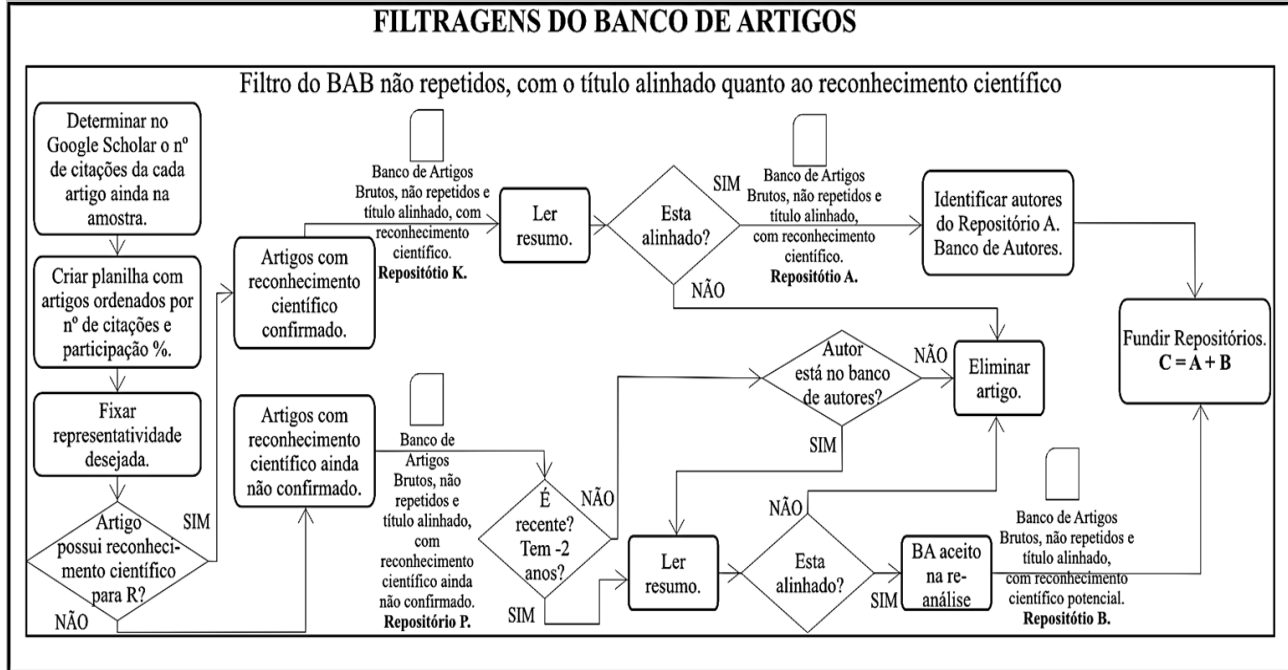 FILTRAGENS DO BANCO DE ARTIGOS
Filtro do BAB não repetidos, com o título alinhado quanto ao reconhecimento científico
Determinar no
Google Scholar o nº
de citações da cada
artigo ainda na
amostra.
Criar planilha com
artigos ordenados por
nº de citações e
participação %.
Fixar
representatividade
desejada.
Artigo
possui reconheci-
mento científico
para R?
SIM
NÃO
Artigos com
reconhecimento
científico
confirmado.
Banco de Artigos
Brutos, não repetidos e
título alinhado, com
reconhecimento
científico.
Repositótio K.
Ler
resumo.
Esta
alinhado?
SIM
NÃO
Banco de Artigos
Brutos, não repetidos e
título alinhado,
com reconhecimento
científico.
Repositótio A.
Identificar autores
do Repositório A.
Banco de Autores.
Fundir Repositórios.
C = A + B
Artigos com
reconhecimento
científico ainda
não confirmado.
Banco de
Artigos
Brutos, não
repetidos e
título alinhado,
com
reconhecimento
científico ainda
não confirmado.
Repositório P.
É
recente?
Tem -2
anos?
NÃO
SIM
Autor
está no banco
de autores?
NÃO
SIM
Eliminar
artigo.
Ler
resumo.
Esta
alinhado?
NÃO
SIM
BA aceito
na re-
análise
Banco de Artigos
Brutos, não repetidos e
título alinhado,
com reconhecimento
científico potencial.
Repositório B.